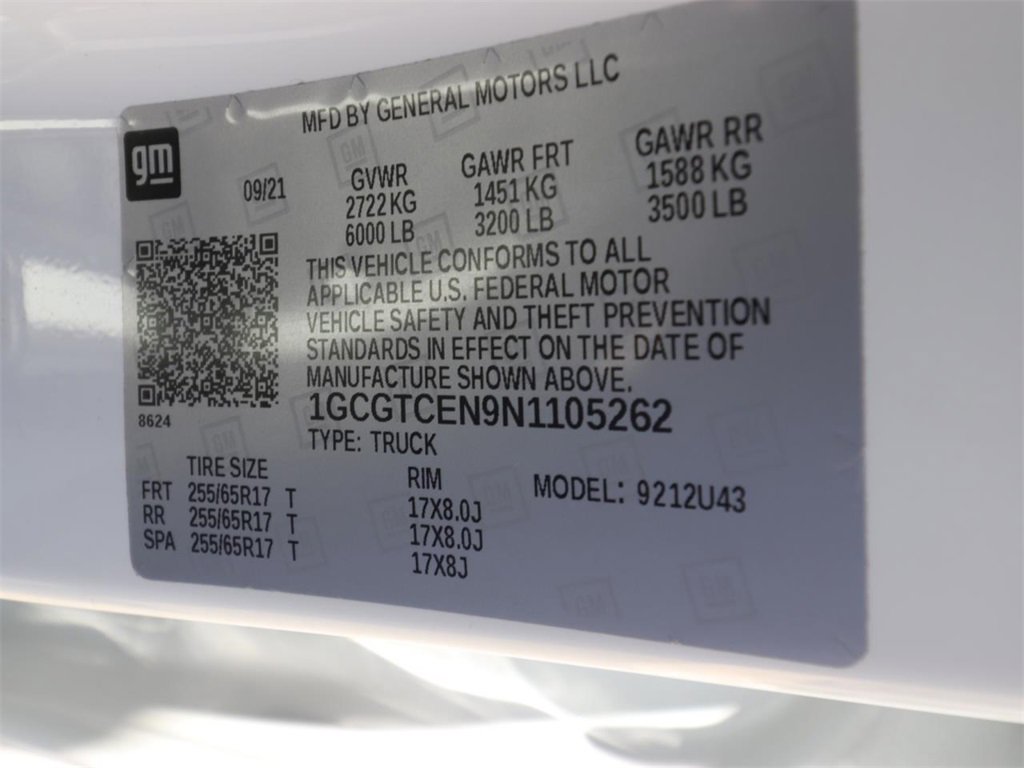 MFD BY GENERAL MOTORS LLC
gm
09/21
GVWR GAWR FRT GAWR RR
2722 KG 1451 KG 1588 KG
6000 LB 3200 LB 3500 LB
THIS VEHICLE CONFORMS TO ALL
APPLICABLE U.S. FEDERAL MOTOR
VEHICLE SAFETY AND THEFT PREVENTION
STANDARDS IN EFFECT ON THE DATE OF
MANUFACTURE SHOWN ABOVE.
8624
1GCGTCEN9N1105262
TYPE: TRUCK
TIRE SIZE RIM MODEL: 9212U43
FRT 255/65R17 T 17X8.0J
RR 255/65R17 T 17X8.0J
SPA 255/65R17 T 17X8J